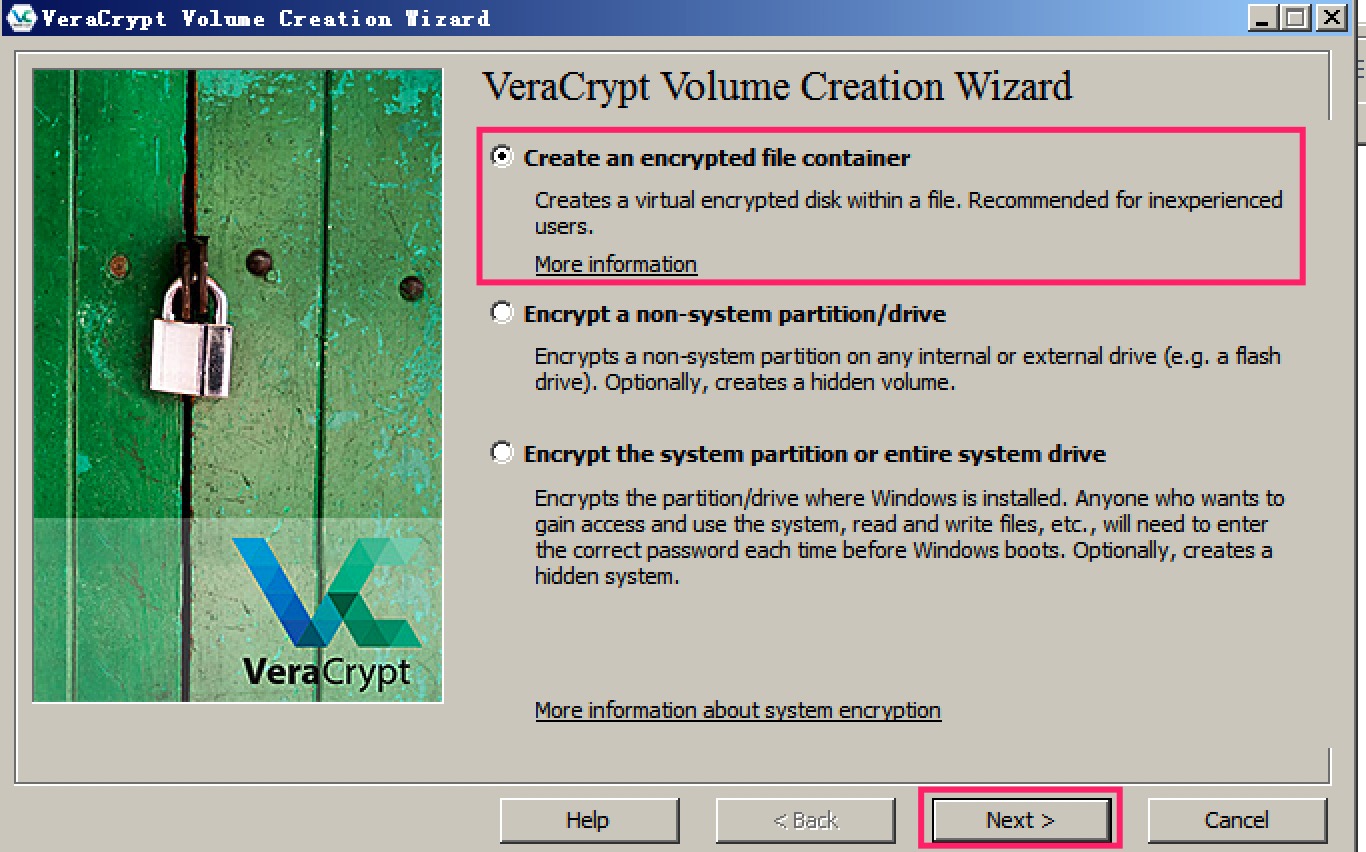 VeraCrypt Volume Creation Wizard
VeraCrypt Volume Creation Wizard
Create an encrypted file container
Creates a virtual encrypted disk within a file. Recommended for inexperienced
users.
More information
Encrypt a non-system partition/drive
Encrypts a non-system partition on any internal or external drive (e.g. a flash
drive). Optionally, creates a hidden volume.
Encrypt the system partition or entire system drive
Encrypts the partition/drive where Windows is installed. Anyone who wants to
gain access and use the system, read and write files, etc., will need to enter
the correct password each time before Windows boots. Optionally, creates a
hidden system.
VeraCrypt
More information about system encryption
Help
< Back
Next >
Cancel